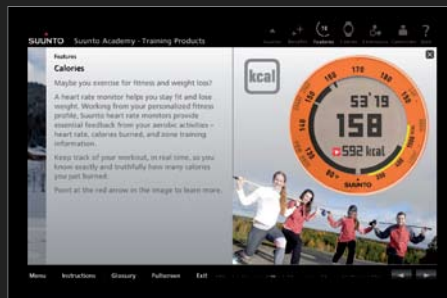 SUUNTO Suunto Academy - Training Products
Features
Calories
Maybe you exercise for fitness and weight loss?
A heart rate monitor helps you stay fit and lose
weight. Working from your personalized fitness
profile, Suunto heart rate monitors provide
essential feedback from your aerobic activities –
heart rate, calories burned, and zone training
information.
Keep track of your workout, in real time, so you
know exactly and truthfully how many calories
you just burned.
Point at the red arrow in the image to learn more.
kcal
53'19
158
592 kcal
SUUNTO
Menu Instructions Glossary Fullscreen Exit